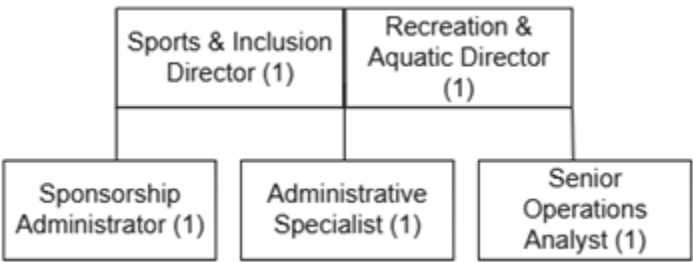 Sports & Inclusion
Director (1)
Recreation &
Aquatic Director
(1)
Sponsorship
Administrator (1)
Administrative
Specialist (1)
Senior
Operations
Analyst (1)